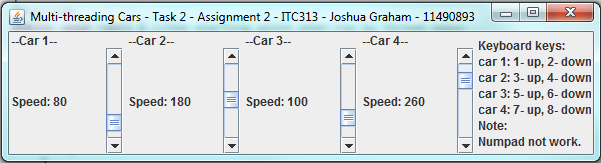 Multi-threading Cars - Task 2 - Assignment 2 - ITC313 - Joshua Graham - 11490893
--Car 1--
Speed: 80
--Car 2--
Speed: 180
--Car 3--
Speed: 100
--Car 4--
Speed: 260
Keyboard keys:
car 1: 1- up, 2- down
car 2: 3- up, 4- down
car 3: 5- up, 6- down
car 4: 7- up, 8- down
Note:
Numpad not work.